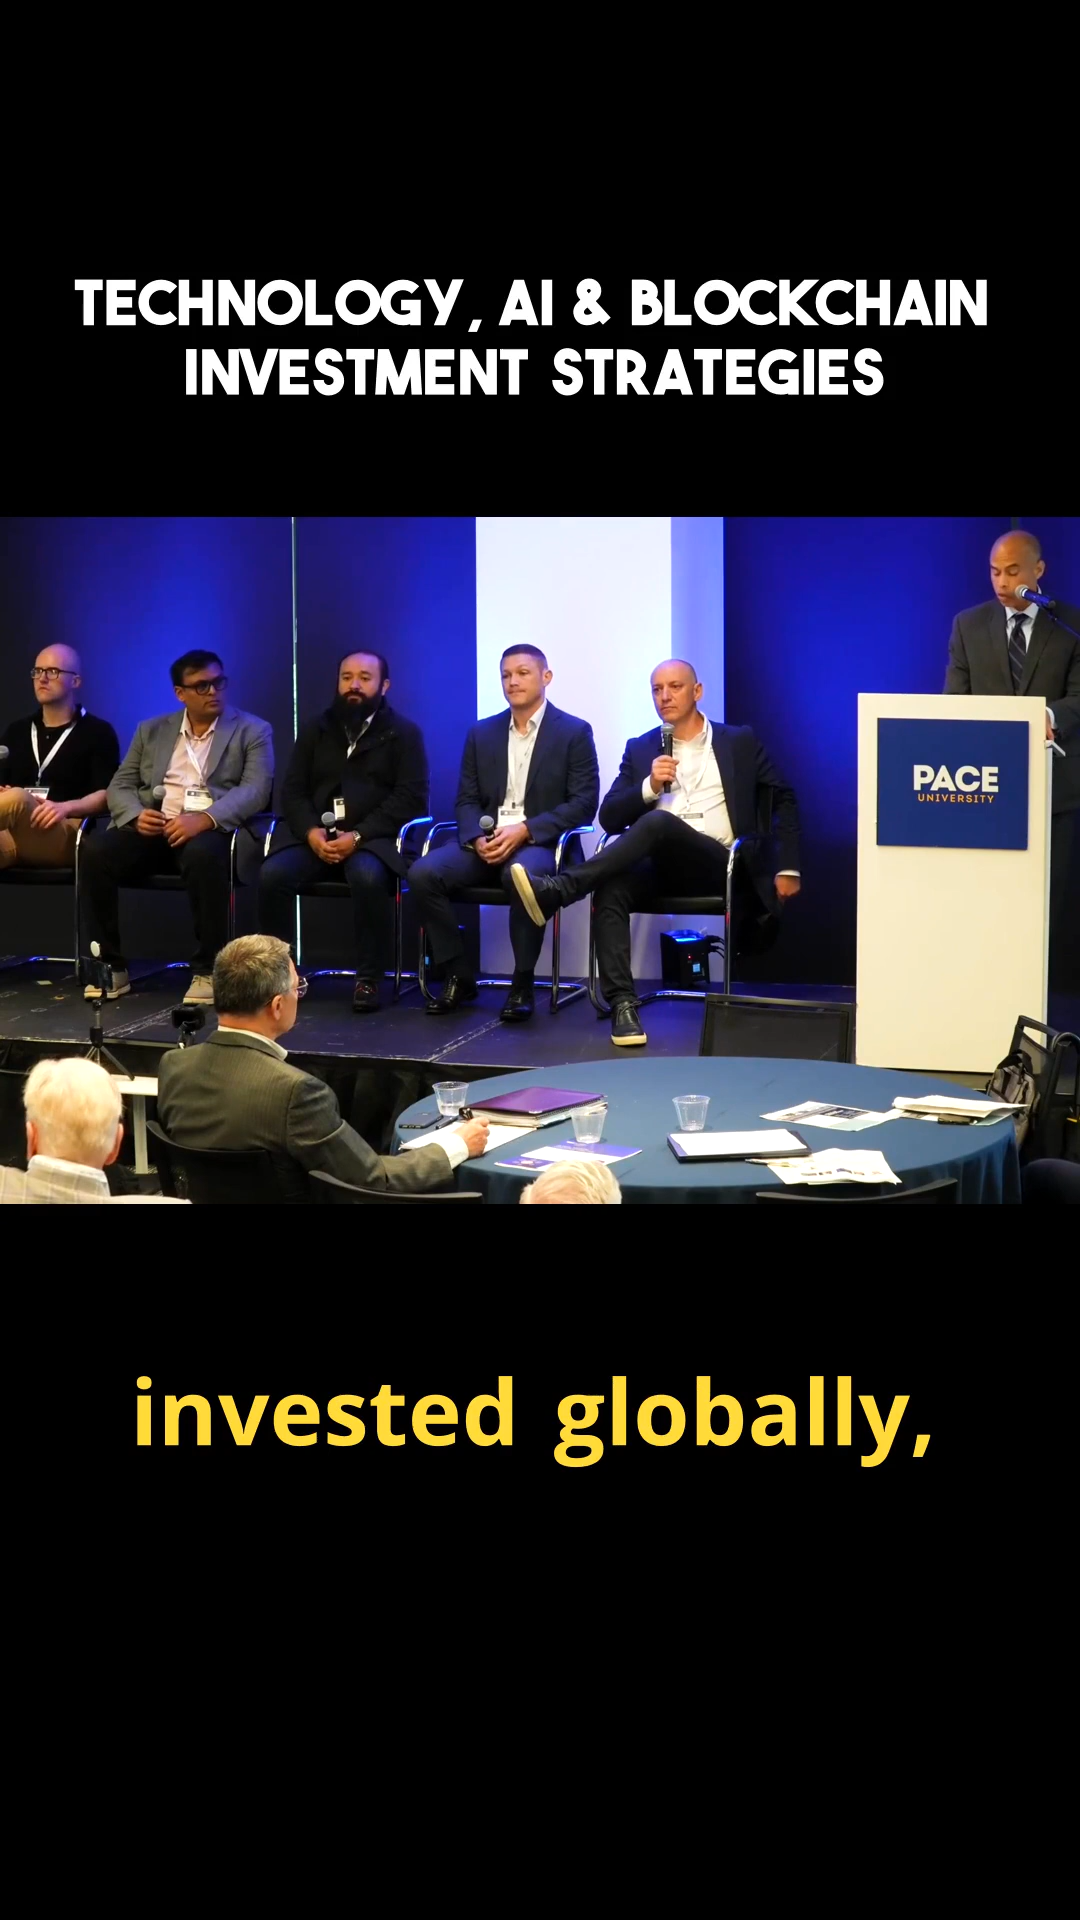 TECHNOLOGY, AI & BLOCKCHAIN
INVESTMENT STRATEGIES
PACE
UNIVERSITY
invested globally,